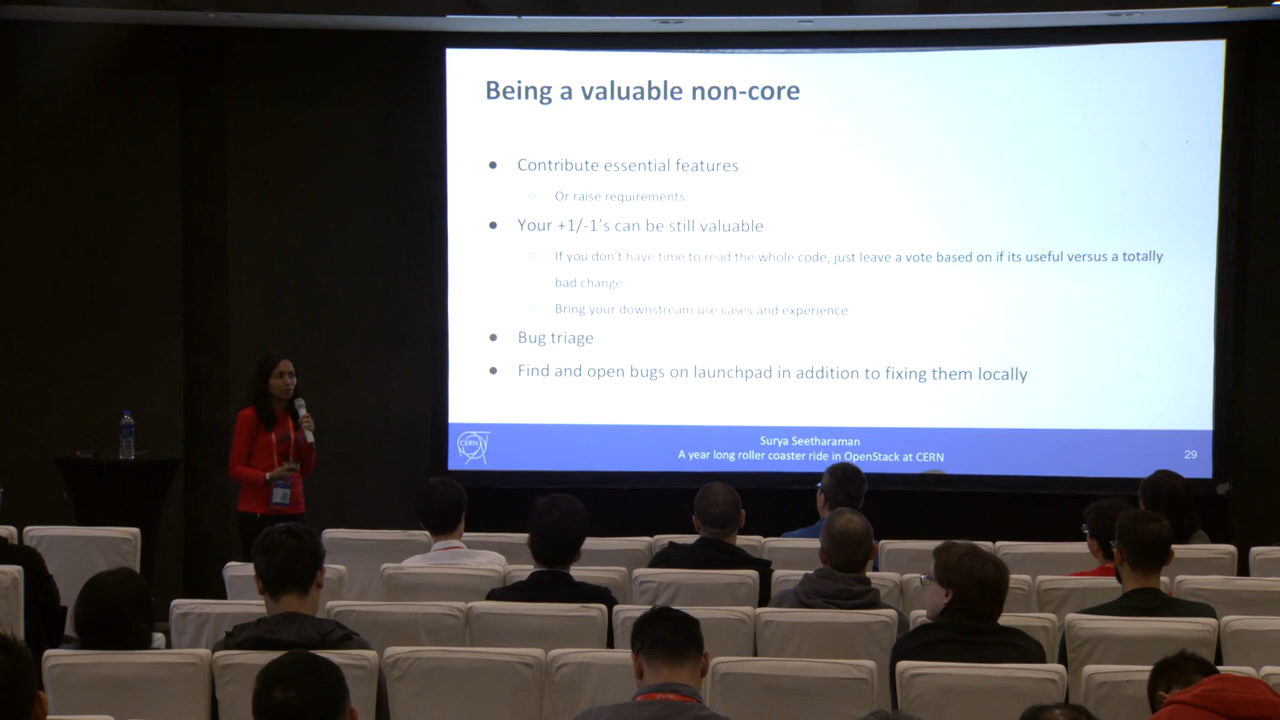 Being a valuable non-core
● Contribute essential features
○ Or raise requirements
● Your +1/-1's can be still valuable
○ If you don't have time to read the whole code, just leave a vote based on if its useful versus a totally
bad change
○ Bring your downstream use cases and experience
● Bug triage
● Find and open bugs on launchpad in addition to fixing them locally
CERN
Surya Seetharaman
A year long roller coaster ride in OpenStack at CERN
29